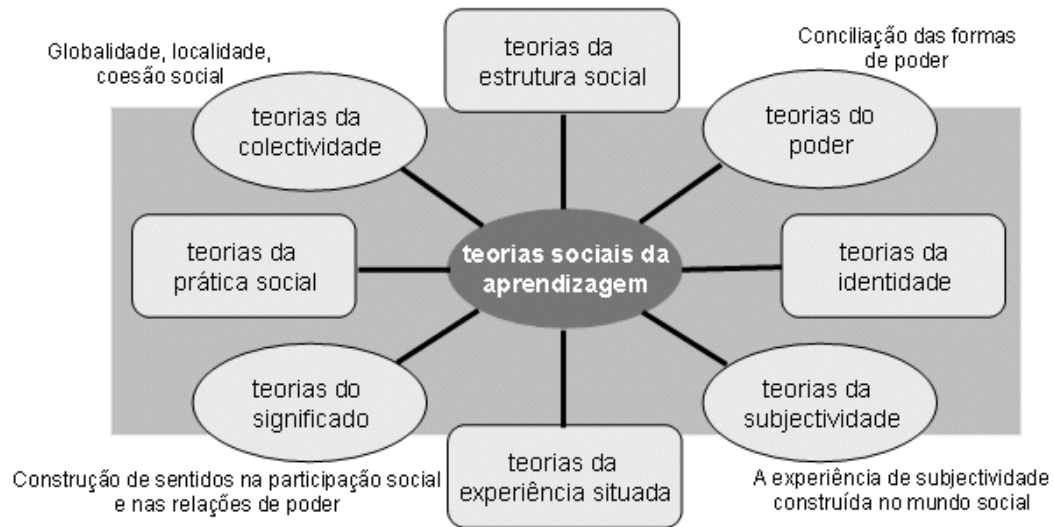 Globalidade, localidade,
coesão social
teorias da
estrutura social
Conciliação das formas
de poder
teorias da
colectividade
teorias do
poder
teorias da
prática social
teorias sociais da
aprendizagem
teorias da
identidade
teorias do
significado
teorias da
experiência situada
teorias da
subjectividade
Construção de sentidos na participação social
e nas relações de poder
A experiência de subjectividade
construída no mundo social